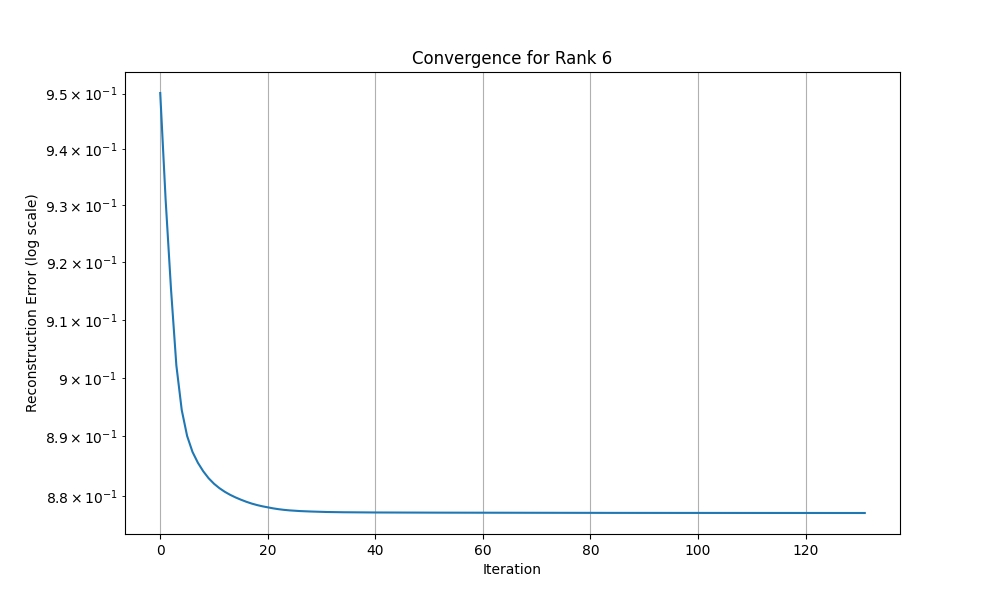 Convergence for Rank 6
Reconstruction Error (log scale)
9.5 × 10⁻¹
9.4 × 10⁻¹
9.3 × 10⁻¹
9.2 × 10⁻¹
9.1 × 10⁻¹
9 × 10⁻¹
8.9 × 10⁻¹
8.8 × 10⁻¹
0 20 40 60 80 100 120
Iteration